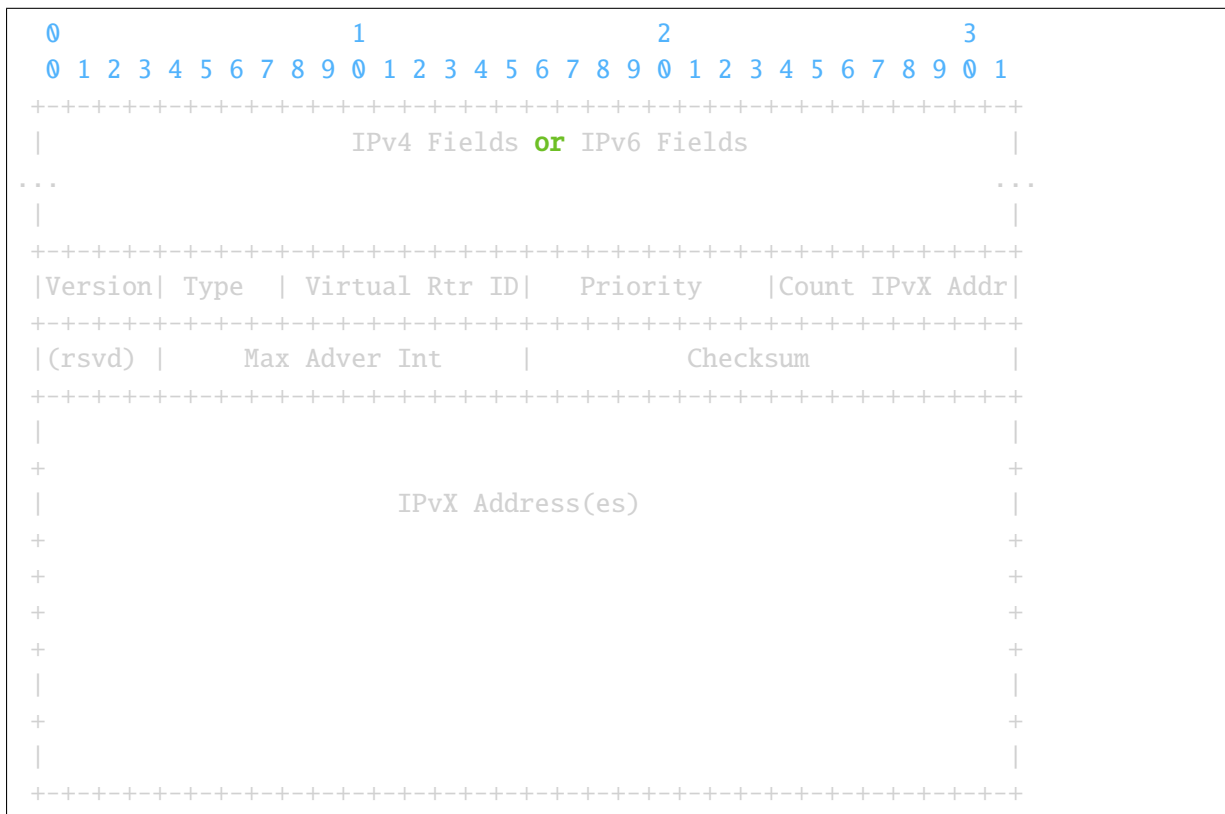 0                   1                   2                   3
 0 1 2 3 4 5 6 7 8 9 0 1 2 3 4 5 6 7 8 9 0 1 2 3 4 5 6 7 8 9 0 1
 +-+-+-+-+-+-+-+-+-+-+-+-+-+-+-+-+-+-+-+-+-+-+-+-+-+-+-+-+-+-+-+-+
 |                    IPv4 Fields or IPv6 Fields                 |
...                                                             ...
 |                                                               |
 +-+-+-+-+-+-+-+-+-+-+-+-+-+-+-+-+-+-+-+-+-+-+-+-+-+-+-+-+-+-+-+-+
 |Version| Type  | Virtual Rtr ID|   Priority    |Count IPvX Addr|
 +-+-+-+-+-+-+-+-+-+-+-+-+-+-+-+-+-+-+-+-+-+-+-+-+-+-+-+-+-+-+-+-+
 |(rsvd) |     Max Adver Int     |          Checksum             |
 +-+-+-+-+-+-+-+-+-+-+-+-+-+-+-+-+-+-+-+-+-+-+-+-+-+-+-+-+-+-+-+-+
 |                                                               |
 +                                                               +
 |                       IPvX Address(es)                        |
 +                                                               +
 +                                                               +
 +                                                               +
 +                                                               +
 |                                                               |
 +                                                               +
 |                                                               |
 +-+-+-+-+-+-+-+-+-+-+-+-+-+-+-+-+-+-+-+-+-+-+-+-+-+-+-+-+-+-+-+-+